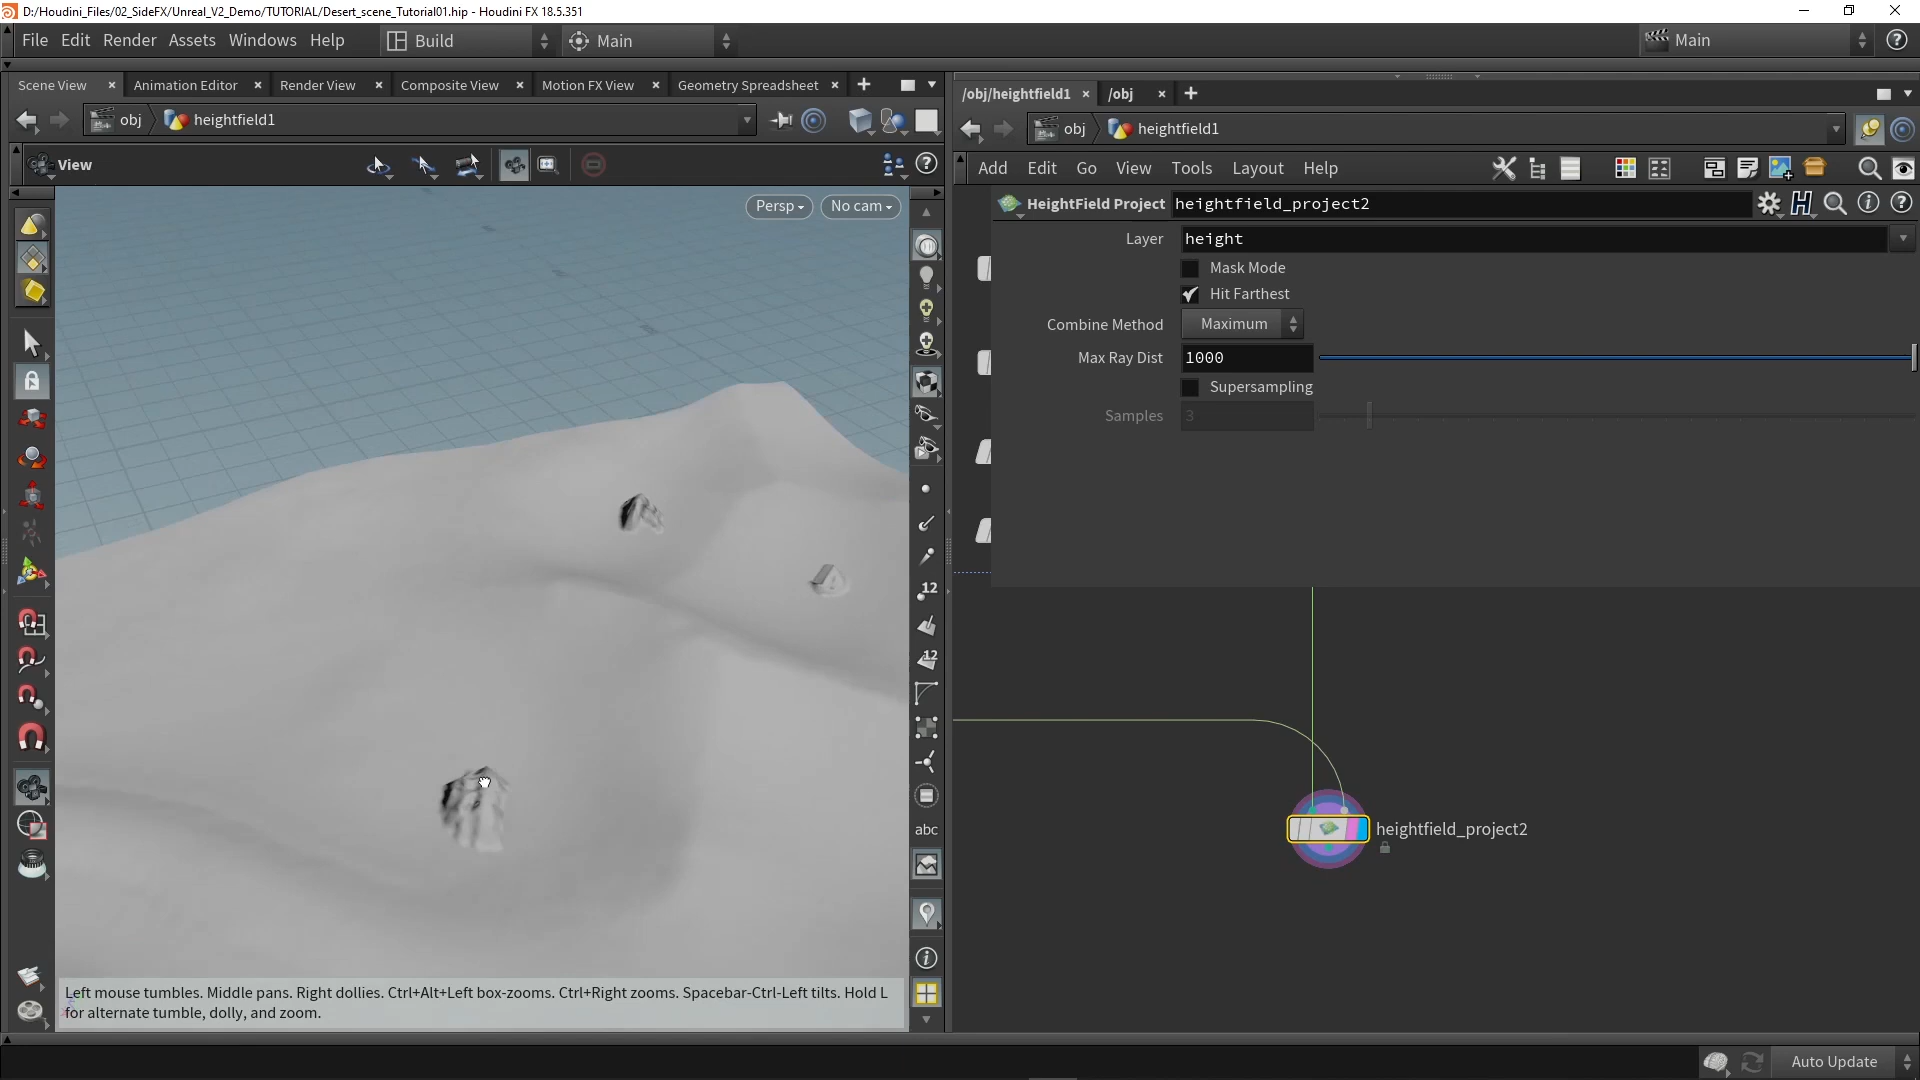 D:/Houdini_Files/02_SideFX/Unreal_V2_Demo/TUTORIAL/Desert_scene_Tutorial01.hip - Houdini FX 18.5.351
File Edit Render Assets Windows Help Build Main Main
Scene View Animation Editor Render View Composite View Motion FX View Geometry Spreadsheet
/obj/heightfield1 /obj
obj heightfield1
obj heightfield1
View
Add Edit Go View Tools Layout Help
Persp No cam
HeightField Project heightfield_project2
Layer height
Mask Mode
Hit Farthest
Combine Method Maximum
Max Ray Dist 1000
Supersampling
Samples 3
12
12
abc
heightfield_project2
Left mouse tumbles. Middle pans. Right dollies. Ctrl+Alt+Left box-zooms. Ctrl+Right zooms. Spacebar-Ctrl-Left tilts. Hold L
for alternate tumble, dolly, and zoom.
Auto Update